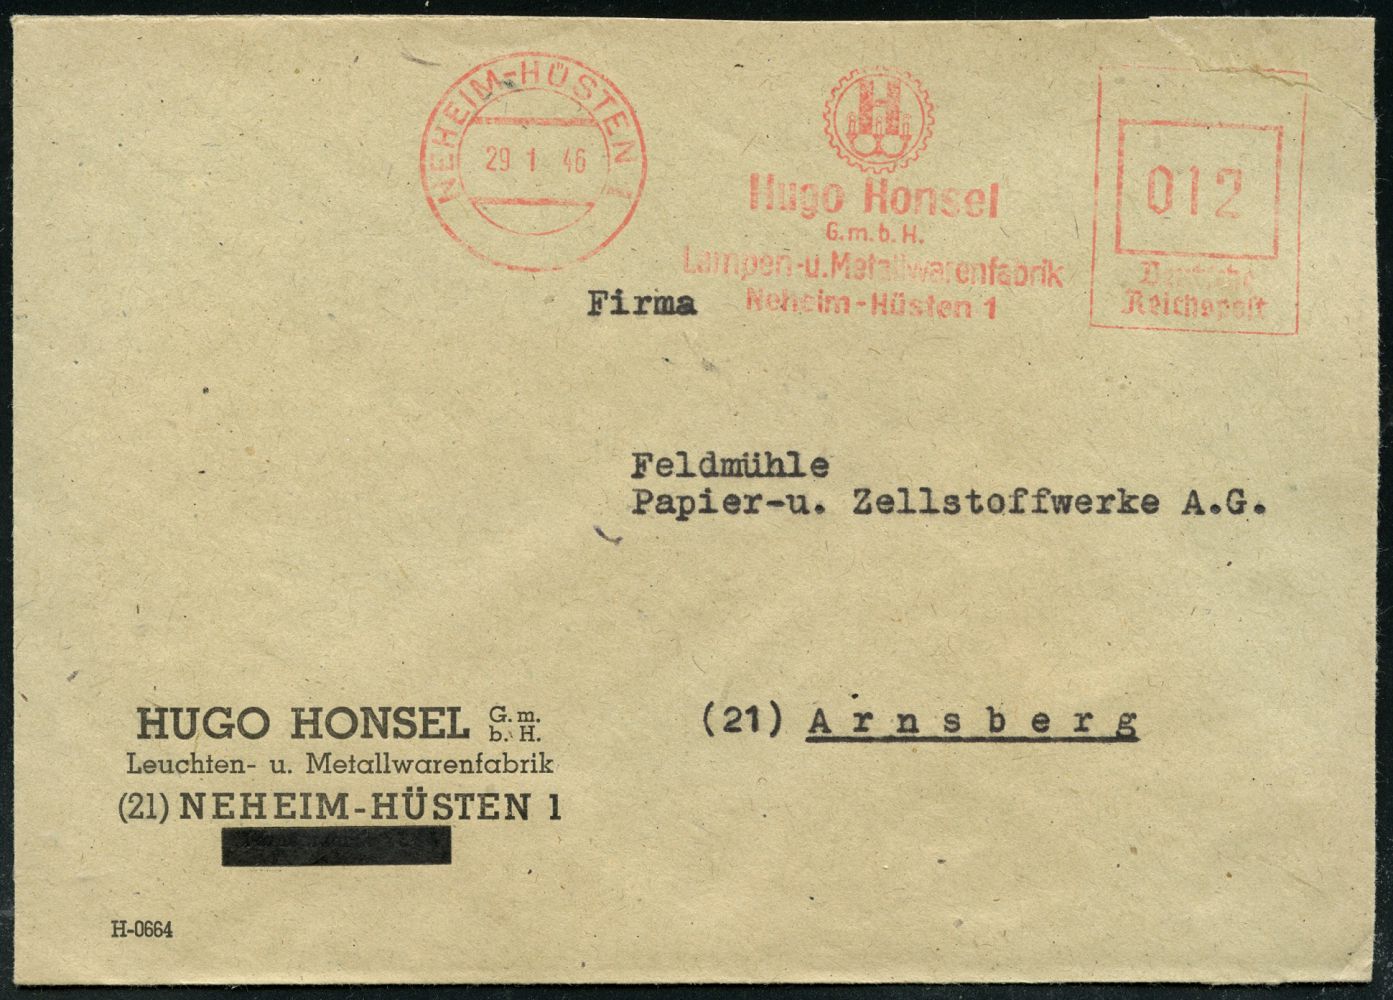 NEHEIM-HÜSTEN 1
29 1 46
H
Hugo Honsel
G.m.b.H.
Lampen-u.Metallwarenfabrik
Neheim-Hüsten 1
012
Deutsche
Reichspost
Firma
Feldmühle
Papier-u. Zellstoffwerke A.G.
(21) Arnsberg
HUGO HONSEL G.m.
b.H.
Leuchten- u. Metallwarenfabrik
(21) NEHEIM-HÜSTEN 1
H-0664